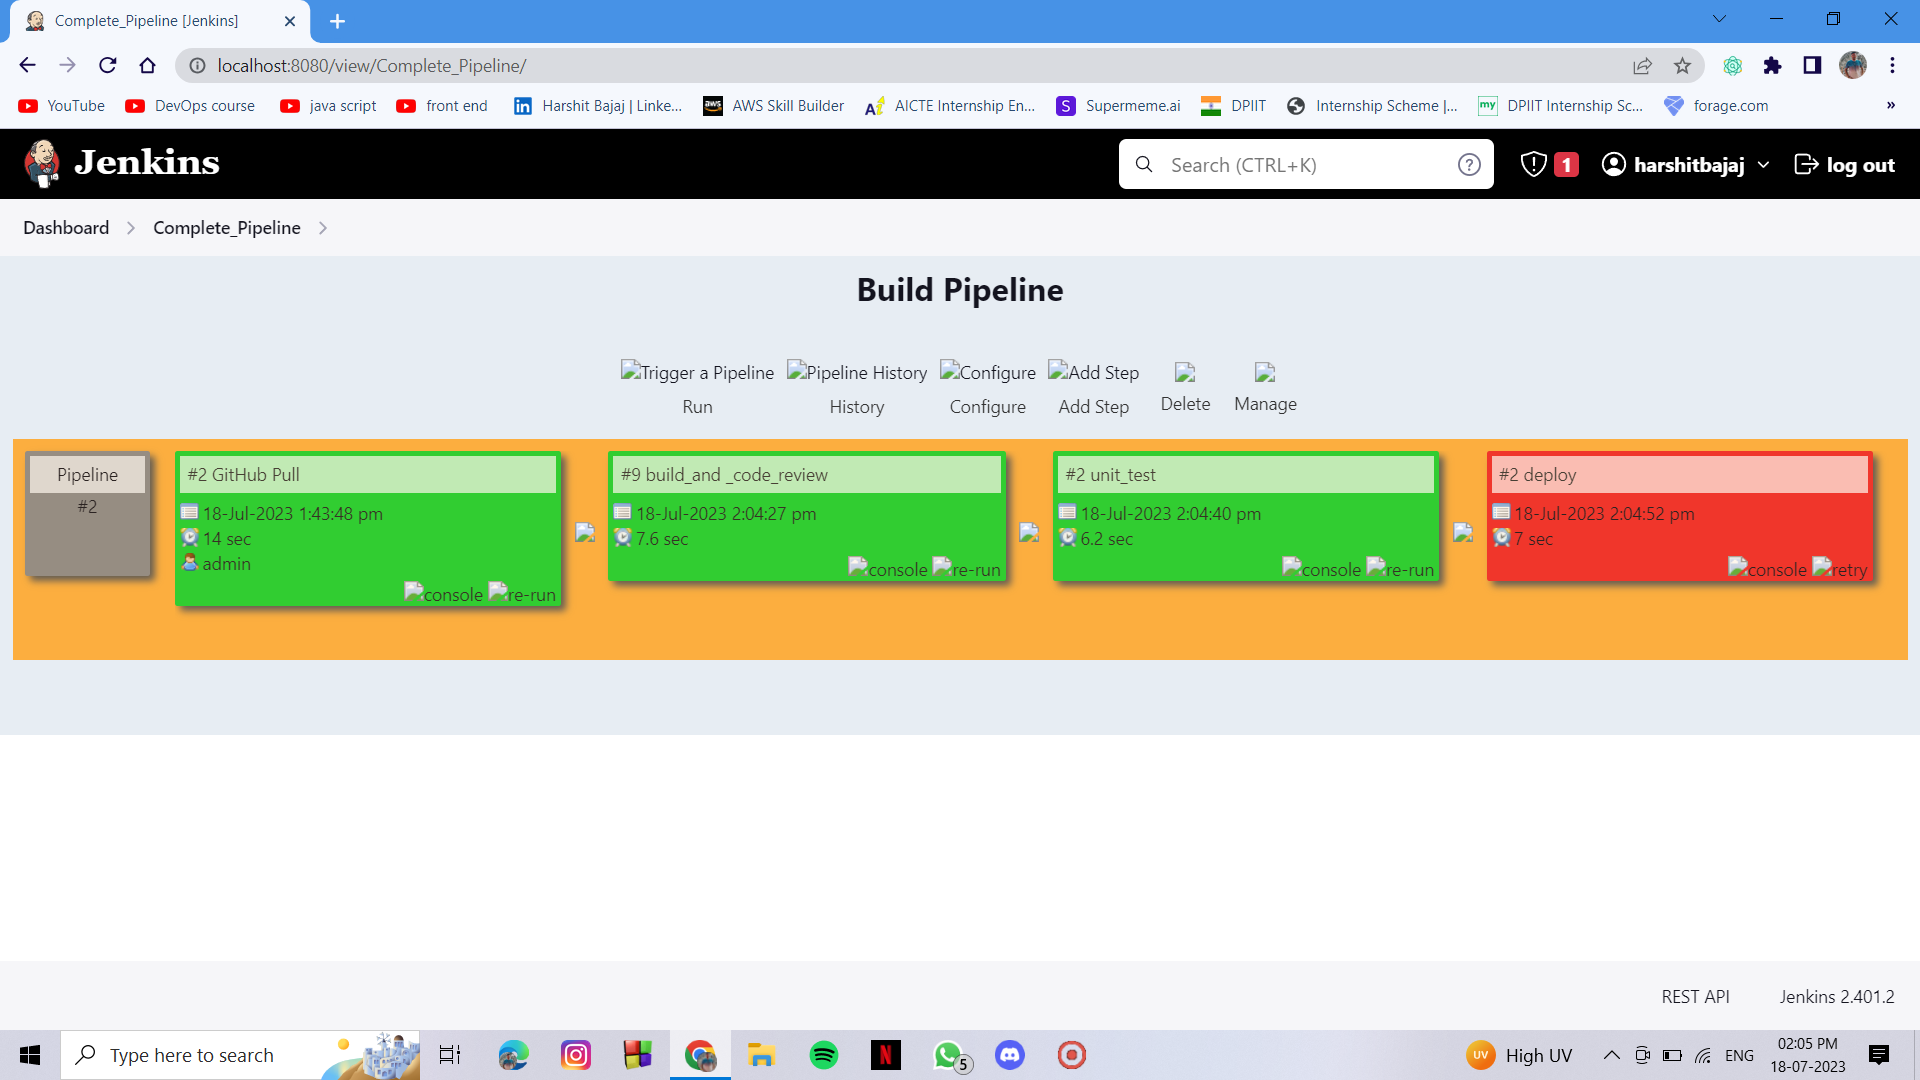 Complete_Pipeline [Jenkins]
localhost:8080/view/Complete_Pipeline/
YouTube DevOps course java script front end Harshit Bajaj | Linke... AWS Skill Builder AICTE Internship En... Supermeme.ai DPIIT Internship Scheme |... DPIIT Internship Sc... forage.com »
Jenkins Search (CTRL+K) 1 harshitbajaj log out
Dashboard Complete_Pipeline
Build Pipeline
Trigger a Pipeline Pipeline History Configure Add Step
Run History Configure Add Step Delete Manage
Pipeline #2 GitHub Pull #9 build_and _code_review #2 unit_test #2 deploy
#2 18-Jul-2023 1:43:48 pm 18-Jul-2023 2:04:27 pm 18-Jul-2023 2:04:40 pm 18-Jul-2023 2:04:52 pm
14 sec 7.6 sec 6.2 sec 7 sec
admin console re-run console re-run console retry
console re-run
REST API Jenkins 2.401.2
Type here to search 5 UV High UV ENG 02:05 PM
18-07-2023